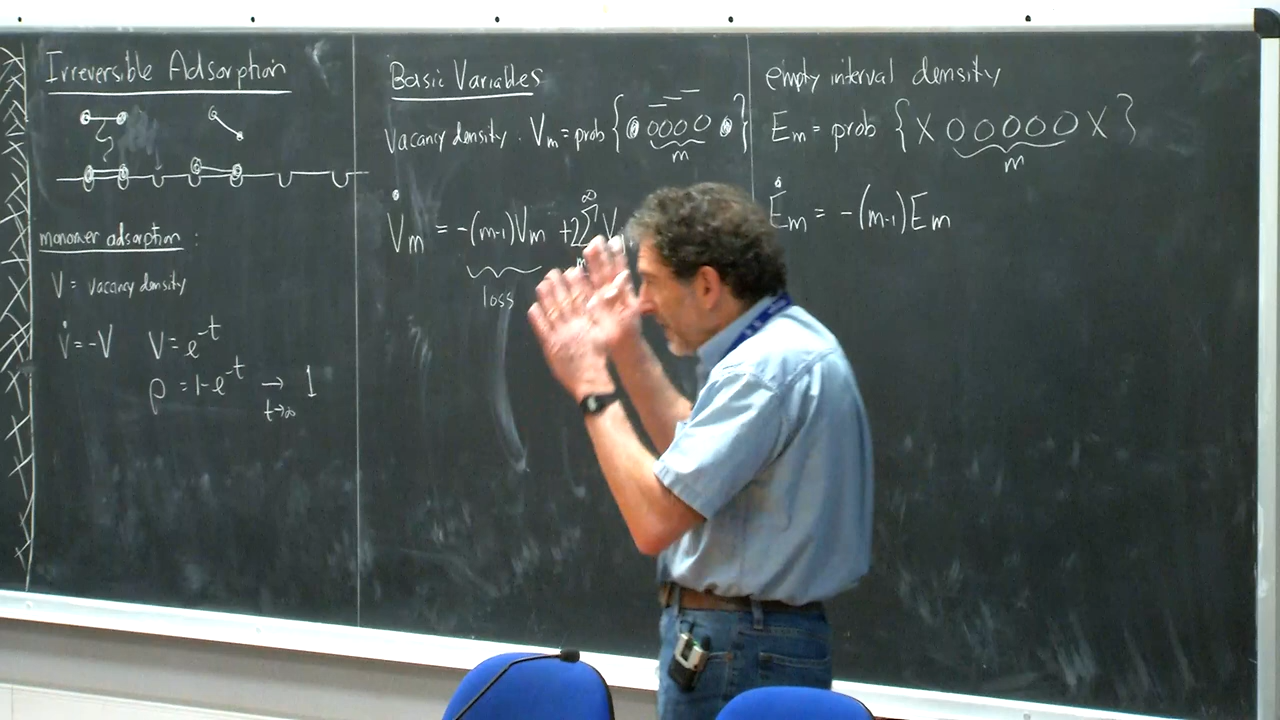 Irreversible Adsorption
monomer adsorption :
V = vacancy density
V̇ = -V V = e^{-t}
ρ = 1 - e^{-t} → 1
t→∞
Basic Variables
vacancy density : V_m = prob { ● 0000 ● }
m
V̇_m = -(m-1)V_m + 2 Σ^∞ V
loss
empty interval density
E_m = prob { X 00000 X }
m
Ė_m = -(m-1) E_m